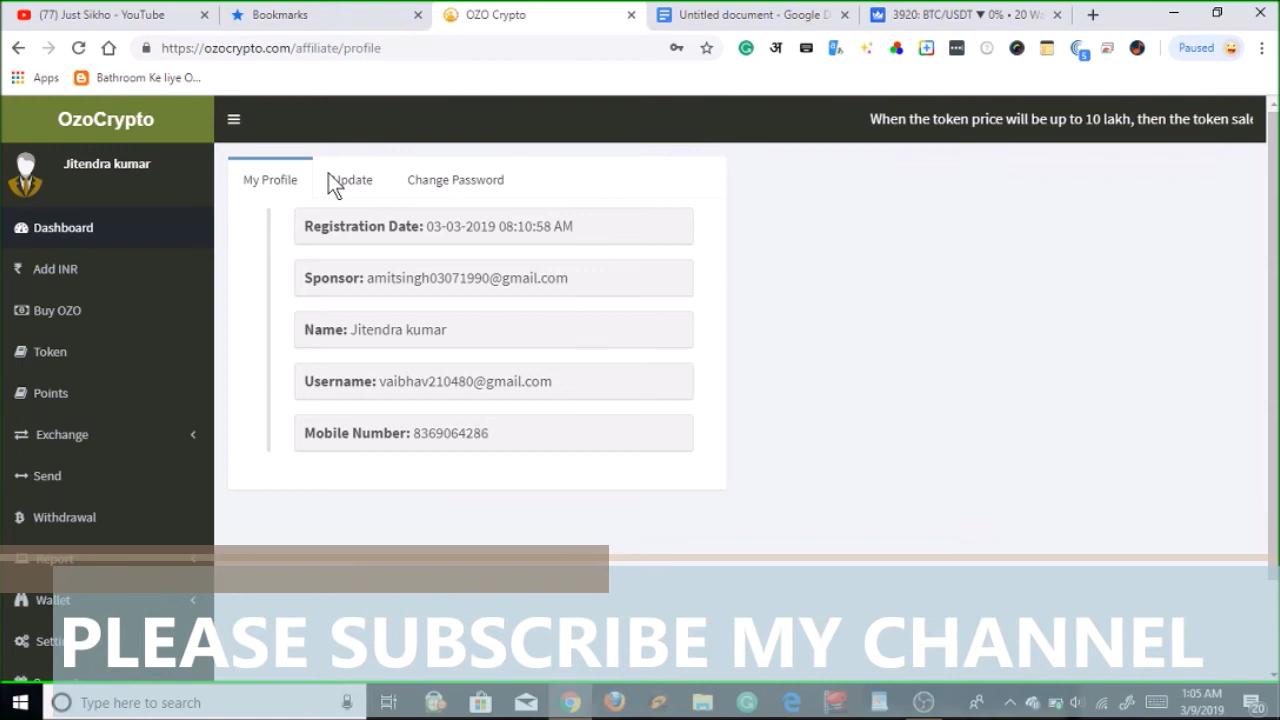 (77) Just Sikho - YouTube
Bookmarks
OZO Crypto
Untitled document - Google D
3920: BTC/USDT ▼ 0% • 20 Wa
https://ozocrypto.com/affiliate/profile
अ
5
Paused
Apps
Bathroom Ke liye O...
OzoCrypto
When the token price will be up to 10 lakh, then the token sale
Jitendra kumar
My Profile
Update
Change Password
Dashboard
Add INR
Buy OZO
Token
Points
Exchange
Send
Withdrawal
Report
Wallet
Registration Date: 03-03-2019 08:10:58 AM
Sponsor: amitsingh03071990@gmail.com
Name: Jitendra kumar
Username: vaibhav210480@gmail.com
Mobile Number: 8369064286
PLEASE SUBSCRIBE MY CHANNEL
Type here to search
1:05 AM
3/9/2019
20